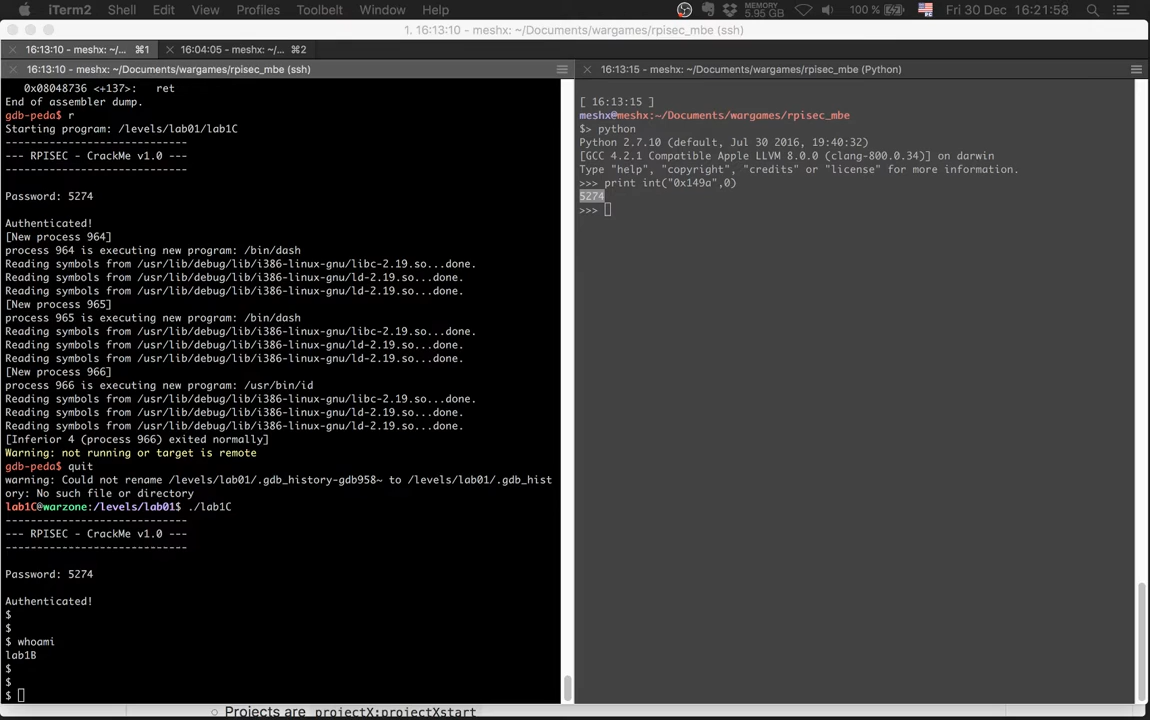 iTerm2 Shell Edit View Profiles Toolbelt Window Help MEMORY 5.95 GB 100 % Fri 30 Dec 16:21:58
1. 16:13:10 - meshx: ~/Documents/wargames/rpisec_mbe (ssh)
16:13:10 - meshx: ~/... ⌘1 16:04:05 - meshx: ~/... ⌘2
16:13:10 - meshx: ~/Documents/wargames/rpisec_mbe (ssh)
0x08048736 <+137>: ret
End of assembler dump.
gdb-peda$ r
Starting program: /levels/lab01/lab1C
-----------------------------
--- RPISEC - CrackMe v1.0 ---
-----------------------------
Password: 5274
Authenticated!
[New process 964]
process 964 is executing new program: /bin/dash
Reading symbols from /usr/lib/debug/lib/i386-linux-gnu/libc-2.19.so...done.
Reading symbols from /usr/lib/debug/lib/i386-linux-gnu/ld-2.19.so...done.
Reading symbols from /usr/lib/debug/lib/i386-linux-gnu/ld-2.19.so...done.
[New process 965]
process 965 is executing new program: /bin/dash
Reading symbols from /usr/lib/debug/lib/i386-linux-gnu/libc-2.19.so...done.
Reading symbols from /usr/lib/debug/lib/i386-linux-gnu/ld-2.19.so...done.
Reading symbols from /usr/lib/debug/lib/i386-linux-gnu/ld-2.19.so...done.
[New process 966]
process 966 is executing new program: /usr/bin/id
Reading symbols from /usr/lib/debug/lib/i386-linux-gnu/libc-2.19.so...done.
Reading symbols from /usr/lib/debug/lib/i386-linux-gnu/ld-2.19.so...done.
Reading symbols from /usr/lib/debug/lib/i386-linux-gnu/ld-2.19.so...done.
[Inferior 4 (process 966) exited normally]
Warning: not running or target is remote
gdb-peda$ quit
warning: Could not rename /levels/lab01/.gdb_history-gdb958~ to /levels/lab01/.gdb_hist
ory: No such file or directory
lab1C@warzone:/levels/lab01$ ./lab1C
-----------------------------
--- RPISEC - CrackMe v1.0 ---
-----------------------------
Password: 5274
Authenticated!
$
$
$ whoami
lab1B
$
$
$
16:13:15 - meshx: ~/Documents/wargames/rpisec_mbe (Python)
[ 16:13:15 ]
meshx@meshx:~/Documents/wargames/rpisec_mbe
$> python
Python 2.7.10 (default, Jul 30 2016, 19:40:32)
[GCC 4.2.1 Compatible Apple LLVM 8.0.0 (clang-800.0.34)] on darwin
Type "help", "copyright", "credits" or "license" for more information.
>>> print int("0x149a",0)
5274
>>>
Projects are projectX:projectXstart